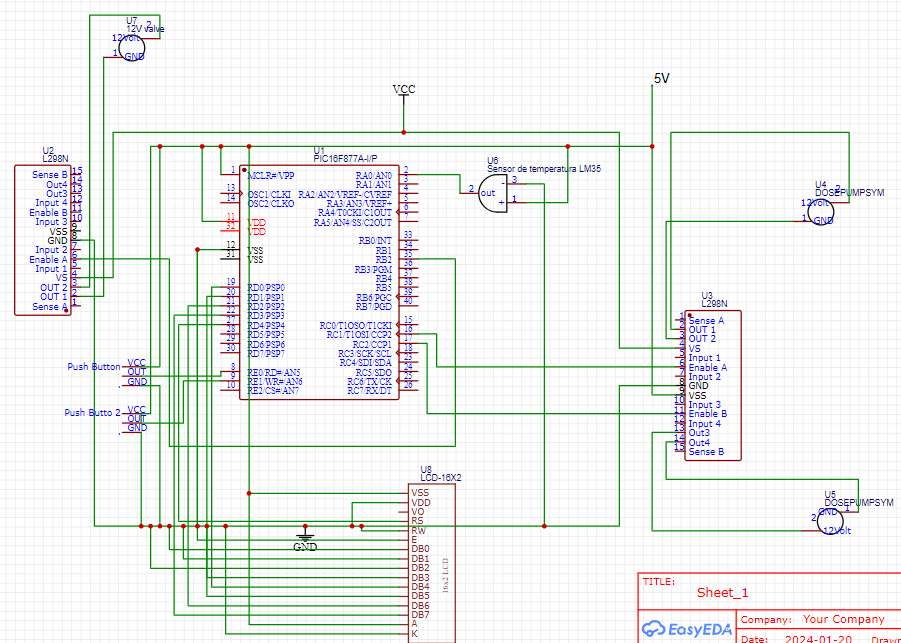 U7
12V valve
2
12Volt
1
GND
5V
VCC
U2
L298N
Sense B 15
Out4 14
Out3 13
Input 4 12
Enable B 11
Input 3 10
VSS 9
GND 8
Input 2 7
Enable A 6
Input 1 5
VS 4
OUT 2 3
OUT 1 2
Sense A 1
U1
PIC16F877A-I/P
1 MCLR#/VPP
13 OSC1/CLKI
14 OSC2/CLKO
11 VDD
32 VDD
12 VSS
31 VSS
19 RD0/PSP0
20 RD1/PSP1
21 RD2/PSP2
22 RD3/PSP3
27 RD4/PSP4
28 RD5/PSP5
29 RD6/PSP6
30 RD7/PSP7
8 RE0/RD#/AN5
9 RE1/WR#/AN6
10 RE2/CS#/AN7
RA0/AN0 2
RA1/AN1 3
RA2/AN2/VREF-/CVREF 4
RA3/AN3/VREF+ 5
RA4/T0CKI/C1OUT 6
RA5/AN4/SS/C2OUT 7
RB0/INT 33
RB1 34
RB2 35
RB3/PGM 36
RB4 37
RB5 38
RB6/PGC 39
RB7/PGD 40
RC0/T1OSO/T1CKI 15
RC1/T1OSI/CCP2 16
RC2/CCP1 17
RC3/SCK/SCL 18
RC4/SDI/SDA 23
RC5/SDO 24
RC6/TX/CK 25
RC7/RX/DT 26
U6
Sensor de temperatura LM35
2 out
- 3
+ 1
U4
DOSEPUMPSYM
2
12Volt
1
GND
U3
L298N
1 Sense A
2 OUT 1
3 OUT 2
4 VS
5 Input 1
6 Enable A
7 Input 2
8 GND
9 VSS
10 Input 3
11 Enable B
12 Input 4
13 Out3
14 Out4
15 Sense B
Push Button
VCC
OUT
GND
Push Butto 2
VCC
OUT
GND
U8
LCD-16X2
VSS
VDD
VO
RS
RW
E
DB0
DB1
DB2
DB3
DB4
DB5
DB6
DB7
A
K
16x2 LCD
GND
U5
DOSEPUMPSYM
GND
1
2
12Volt
TITLE:
Sheet_1
EasyEDA
Company: Your Company
Date: 2024-01-20 Drawn